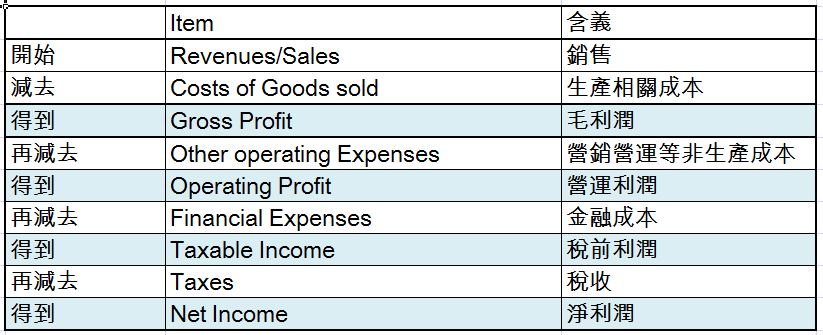 Item 含義
開始 Revenues/Sales 銷售
減去 Costs of Goods sold 生產相關成本
得到 Gross Profit 毛利潤
再減去 Other operating Expenses 營銷營運等非生產成本
得到 Operating Profit 營運利潤
再減去 Financial Expenses 金融成本
得到 Taxable Income 稅前利潤
再減去 Taxes 稅收
得到 Net Income 淨利潤